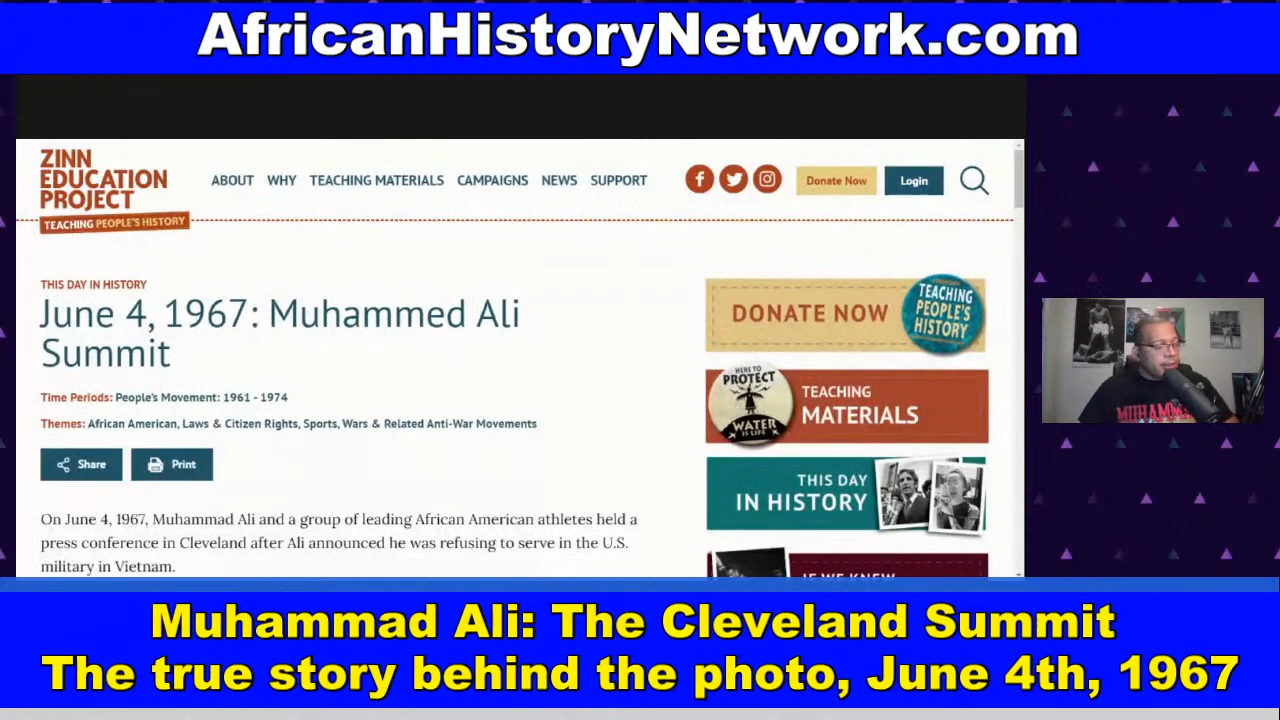 AfricanHistoryNetwork.com
ZINN
EDUCATION
PROJECT
TEACHING PEOPLE'S HISTORY
ABOUT WHY TEACHING MATERIALS CAMPAIGNS NEWS SUPPORT
Donate Now
Login
THIS DAY IN HISTORY
June 4, 1967: Muhammed Ali
Summit
Time Periods: People's Movement: 1961 - 1974
Themes: African American, Laws & Citizen Rights, Sports, Wars & Related Anti-War Movements
Share
Print
On June 4, 1967, Muhammad Ali and a group of leading African American athletes held a
press conference in Cleveland after Ali announced he was refusing to serve in the U.S.
military in Vietnam.
DONATE NOW
TEACHING
PEOPLE'S
HISTORY
HERE TO
PROTECT
WATER
IS LIFE
TEACHING
MATERIALS
THIS DAY
IN HISTORY
IF WE KNEW
MUHAMM
Muhammad Ali: The Cleveland Summit
The true story behind the photo, June 4th, 1967